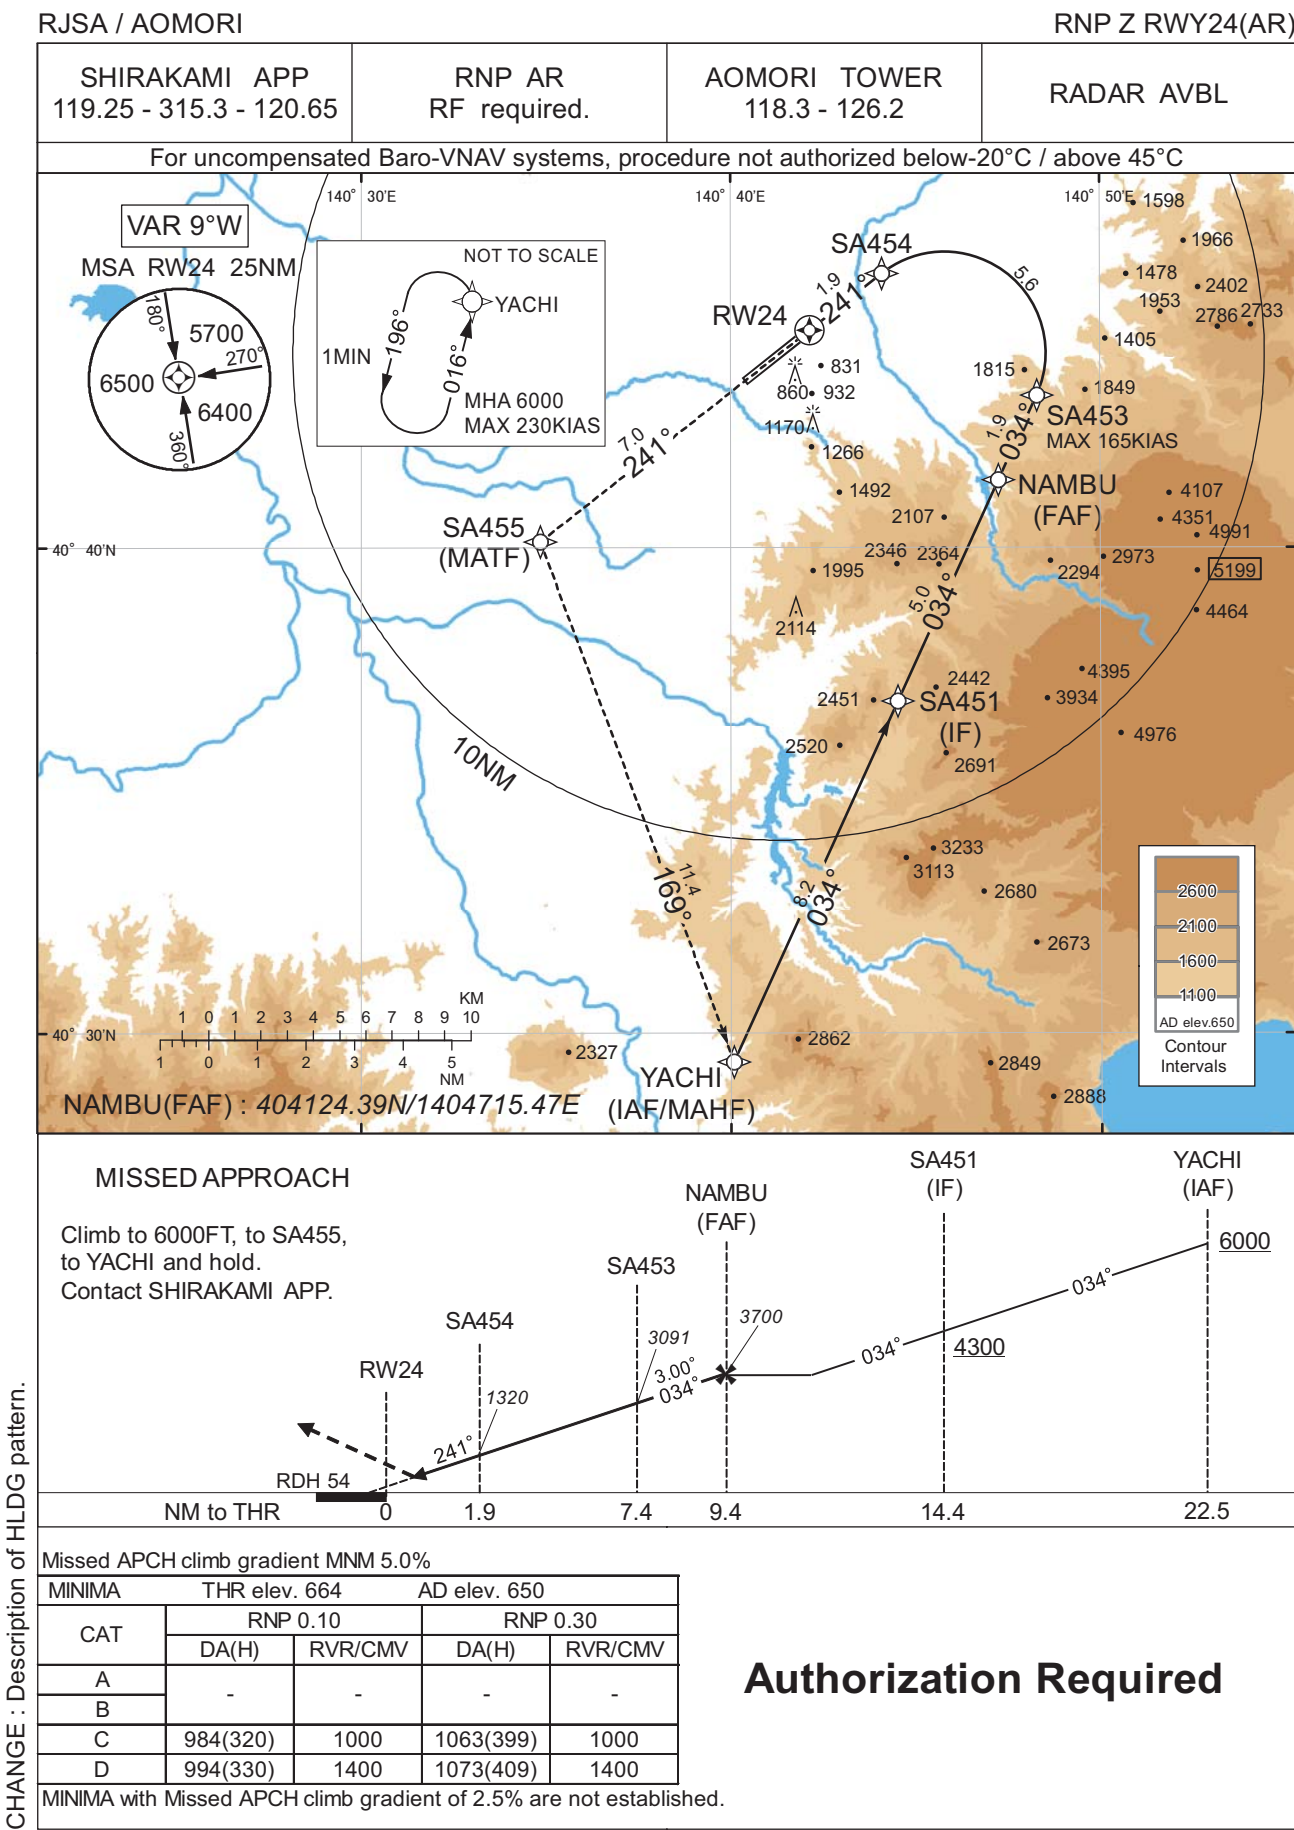 RJSA / AOMORI
RNP Z RWY24(AR)
SHIRAKAMI APP
119.25 - 315.3 - 120.65
RNP AR
RF required.
AOMORI TOWER
118.3 - 126.2
RADAR AVBL
For uncompensated Baro-VNAV systems, procedure not authorized below-20°C / above 45°C
140° 30'E
140° 40'E
140° 50'E
VAR 9°W
MSA RW24 25NM
180°
5700
270°
6500
6400
360°
NOT TO SCALE
YACHI
196°
1MIN
016°
MHA 6000
MAX 230KIAS
SA454
1.9
241°
5.6
RW24
1598
1966
1478
2402
1953
2786
2733
1405
831
860
932
1815
1849
1170
SA453
MAX 165KIAS
1.9
034°
7.0
241°
1266
1492
NAMBU
(FAF)
4107
2107
4351
4991
SA455
(MATF)
40° 40'N
2346
2364
1995
2294
2973
5199
5.0
034°
4464
2114
4395
2442
2451
SA451
(IF)
3934
4976
2520
2691
10NM
3233
3113
11.4
169°
8.2
034°
2680
2673
2600
2100
1600
1100
AD elev.650
Contour
Intervals
KM
1 0 1 2 3 4 5 6 7 8 9 10
40° 30'N
1 0 1 2 3 4 5
NM
2327
2862
2849
2888
YACHI
(IAF/MAHF)
NAMBU(FAF) : 404124.39N/1404715.47E
MISSED APPROACH
Climb to 6000FT, to SA455,
to YACHI and hold.
Contact SHIRAKAMI APP.
SA451
(IF)
YACHI
(IAF)
NAMBU
(FAF)
6000
SA453
034°
SA454
3700
3091
034°
4300
RW24
3.00°
034°
1320
241°
RDH 54
NM to THR 0 1.9 7.4 9.4 14.4 22.5
Missed APCH climb gradient MNM 5.0%
MINIMA THR elev. 664 AD elev. 650
CAT RNP 0.10 RNP 0.30
DA(H) RVR/CMV DA(H) RVR/CMV
A
- - - -
B
C 984(320) 1000 1063(399) 1000
D 994(330) 1400 1073(409) 1400
MINIMA with Missed APCH climb gradient of 2.5% are not established.
Authorization Required
CHANGE : Description of HLDG pattern.